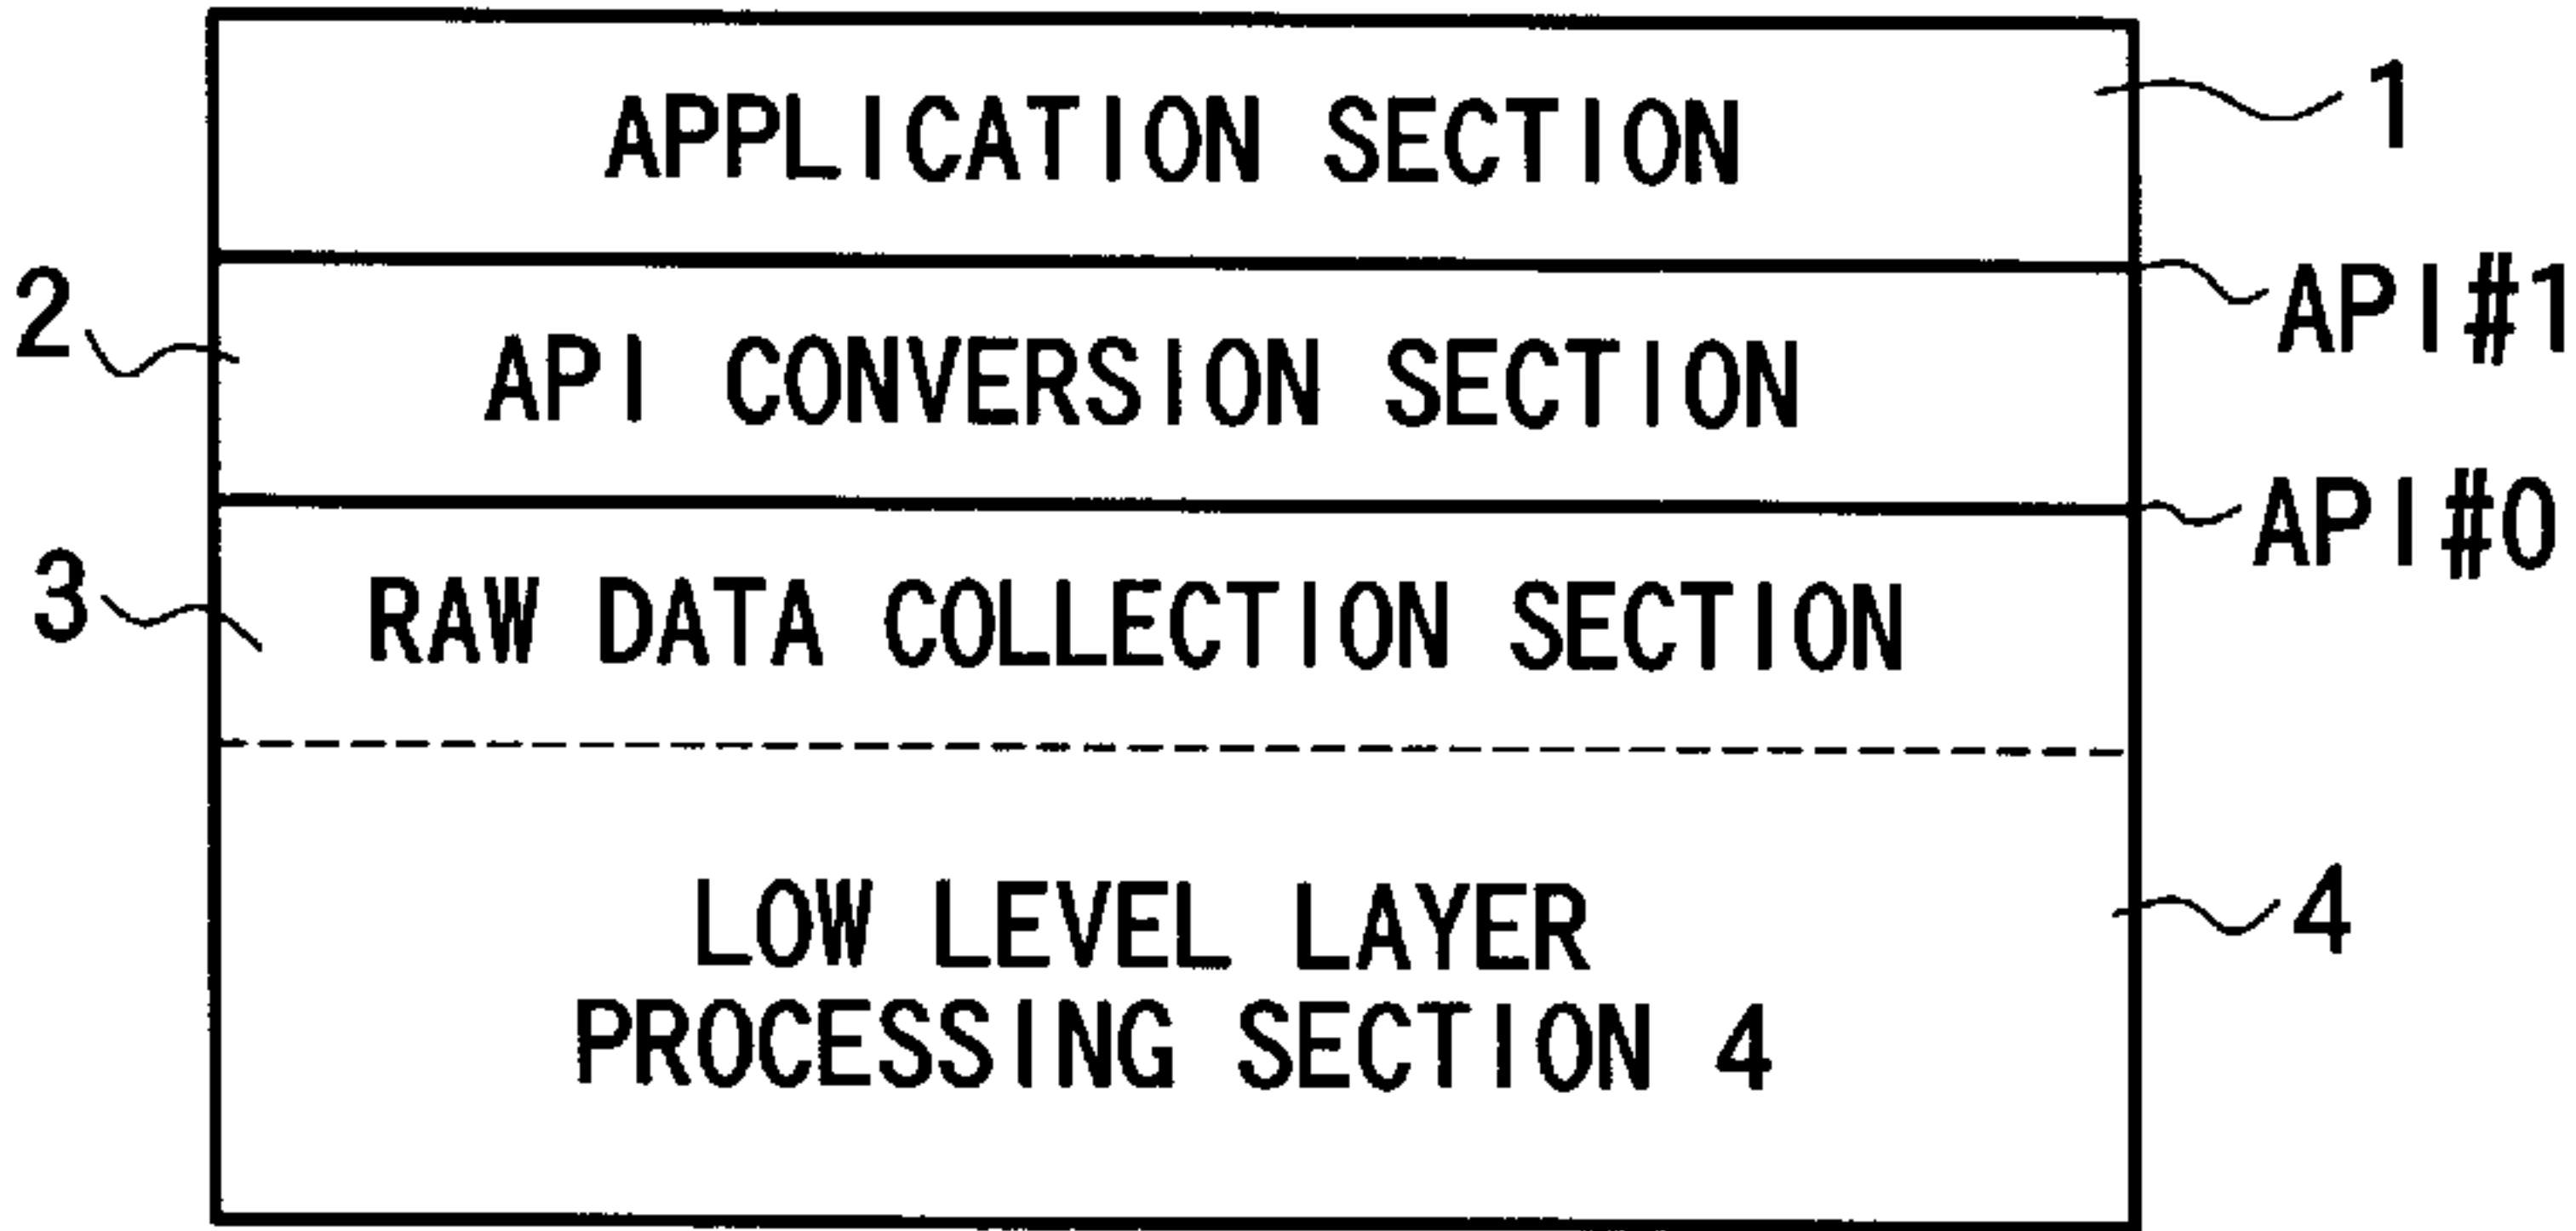 APPLICATION SECTION
1
API#1
2
API CONVERSION SECTION
API#0
3
RAW DATA COLLECTION SECTION
LOW LEVEL LAYER
4
PROCESSING SECTION 4